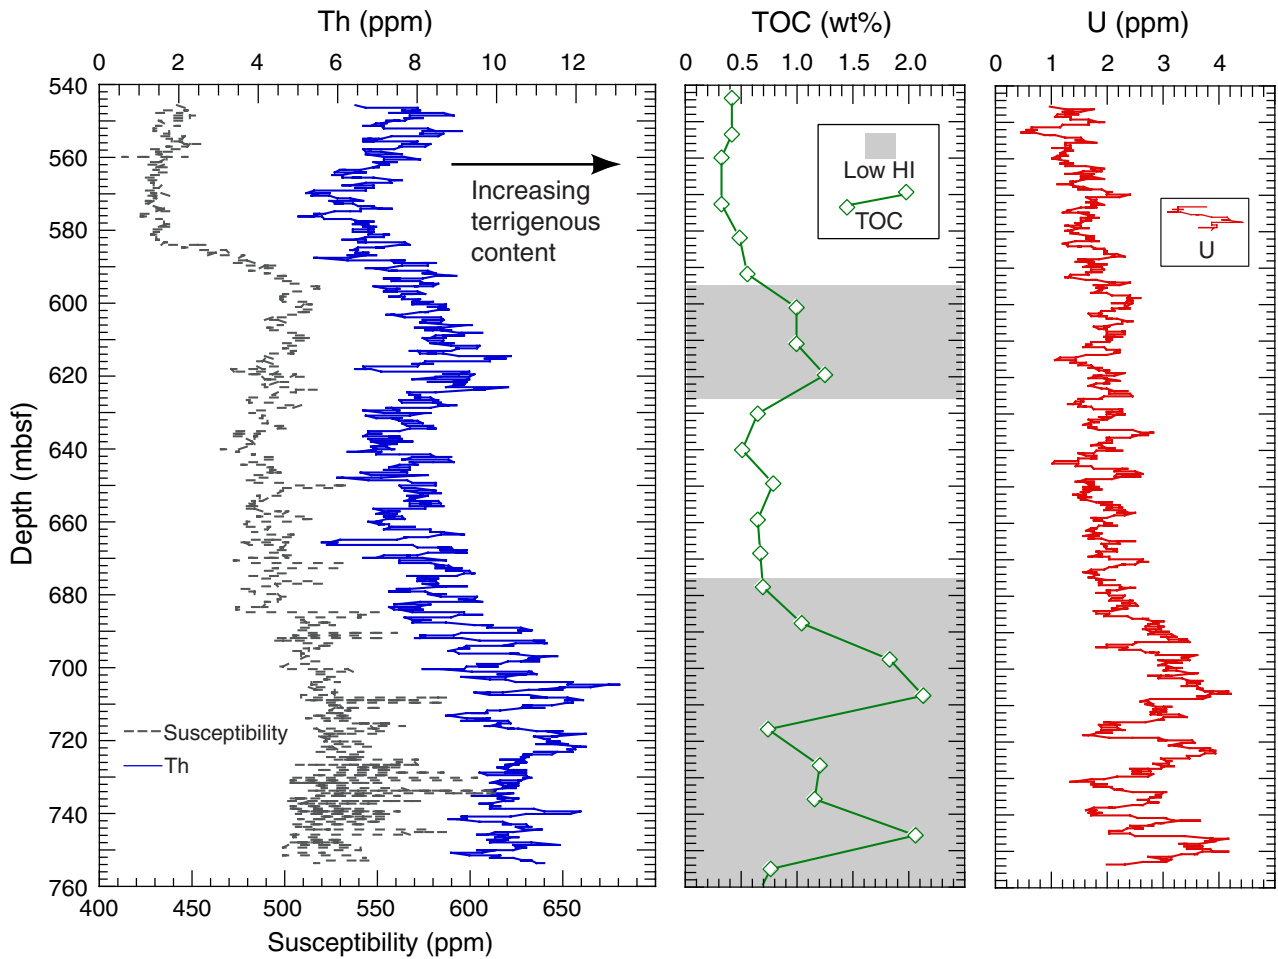 Th (ppm)
TOC (wt%)
U (ppm)
0 2 4 6 8 10 12
0 0.5 1.0 1.5 2.0
0 1 2 3 4
540
560
580
600
620
640
660
680
700
720
740
760
Depth (mbsf)
Increasing
terrigenous
content
Low HI
TOC
U
Susceptibility
Th
400 450 500 550 600 650
Susceptibility (ppm)